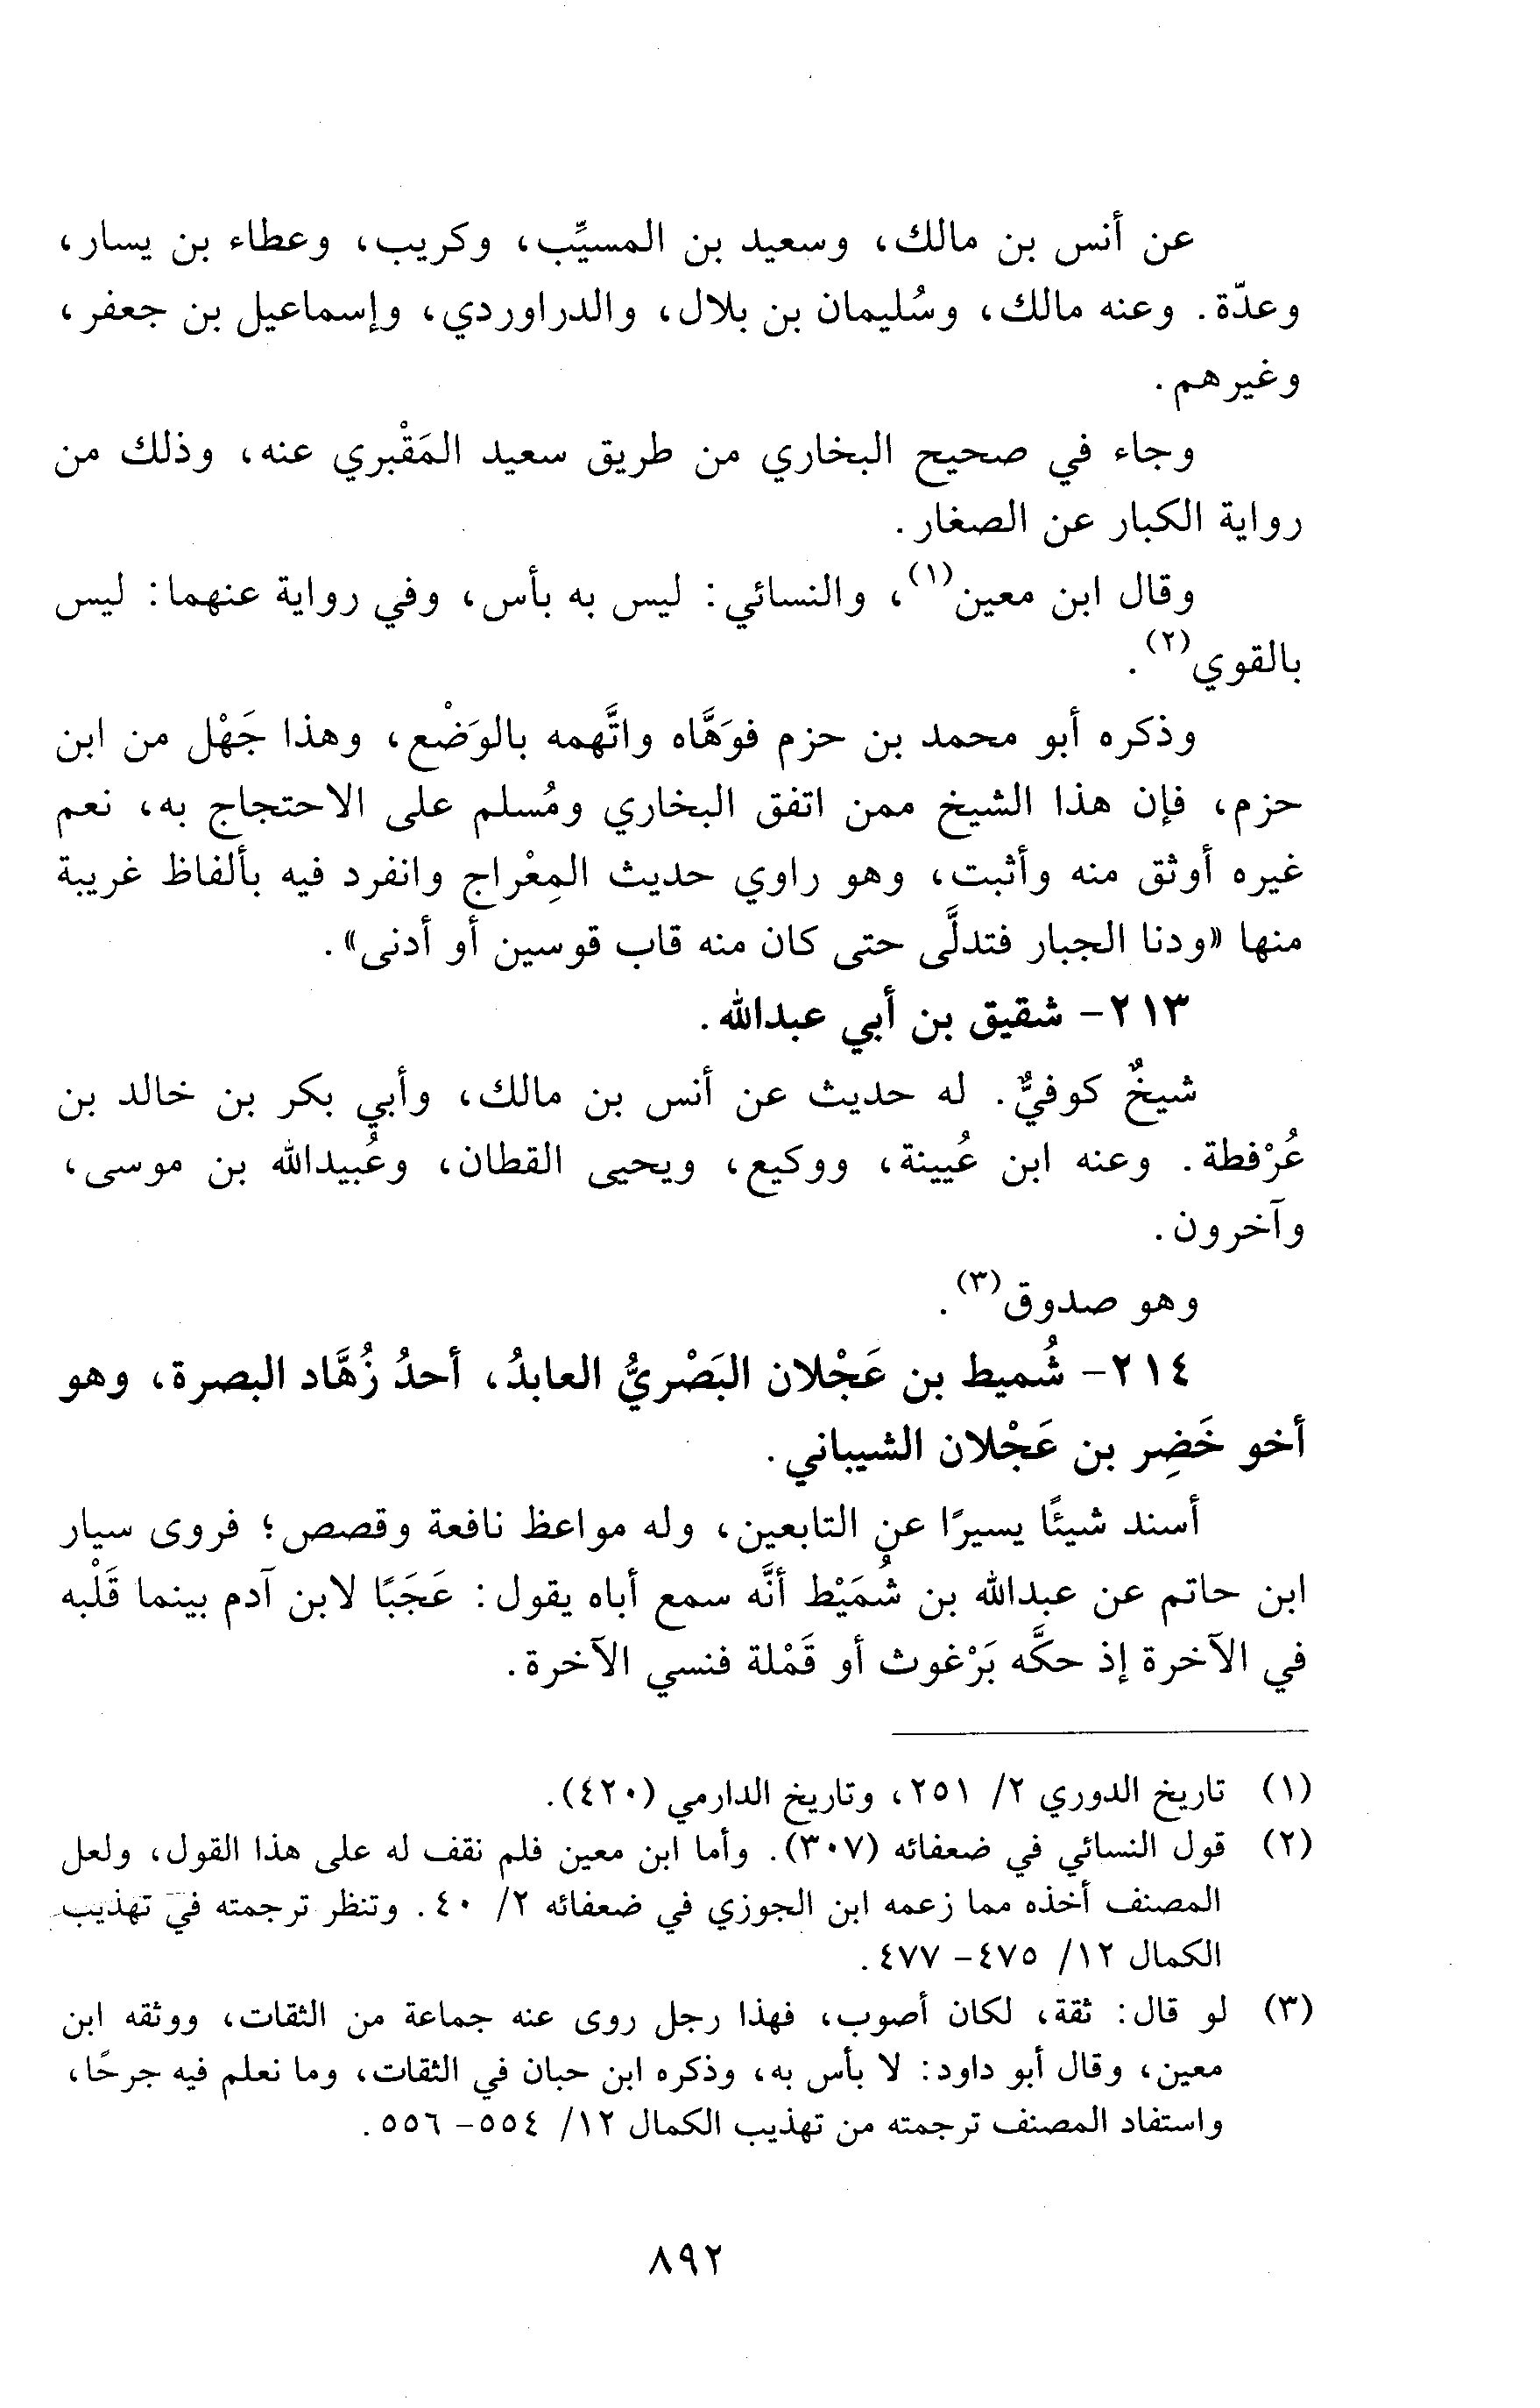 عن أنس بن مالك، وسعيد بن المسيِّب، وكريب، وعطاء بن يسار،
وعدّة. وعنه مالك، وسُليمان بن بلال، والدراوردي، وإسماعيل بن جعفر،
وغيرهم.
وجاء في صحيح البخاري من طريق سعيد المَقْبري عنه، وذلك من
رواية الكبار عن الصغار.
وقال ابن معين(١)، والنسائي: ليس به بأس، وفي رواية عنهما: ليس
بالقوي(٢).
وذكره أبو محمد بن حزم فوَهَّاه واتَّهمه بالوَضْع، وهذا جَهْل من ابن
حزم، فإن هذا الشيخ ممن اتفق البخاري ومُسلم على الاحتجاج به، نعم
غيره أوثق منه وأثبت، وهو راوي حديث المِعْراج وانفرد فيه بألفاظ غريبة
منها «ودنا الجبار فتدلَّى حتى كان منه قاب قوسين أو أدنى».
٢١٣- شقيق بن أبي عبدالله.
شيخٌ كوفيٌّ. له حديث عن أنس بن مالك، وأبي بكر بن خالد بن
عُرْفطة. وعنه ابن عُيينة، ووكيع، ويحيى القطان، وعُبيدالله بن موسى،
وآخرون.
وهو صدوق(٣).
٢١٤- شُميط بن عَجْلان البَصْريُّ العابدُ، أحدُ زُهَّاد البصرة، وهو
أخو خَضِر بن عَجْلان الشيباني.
أسند شيئًا يسيرًا عن التابعين، وله مواعظ نافعة وقصص؛ فروى سيار
ابن حاتم عن عبدالله بن شُمَيْط أنَّه سمع أباه يقول: عَجَبًا لابن آدم بينما قَلْبه
في الآخرة إذ حكَّه بَرْغوث أو قَمْلة فنسي الآخرة.
(١) تاريخ الدوري ٢/ ٢٥١، وتاريخ الدارمي (٤٢٠).
(٢) قول النسائي في ضعفائه (٣٠٧). وأما ابن معين فلم نقف له على هذا القول، ولعل
المصنف أخذه مما زعمه ابن الجوزي في ضعفائه ٢/ ٤٠. وتنظر ترجمته في تهذيب
الكمال ١٢/ ٤٧٥- ٤٧٧.
(٣) لو قال: ثقة، لكان أصوب، فهذا رجل روى عنه جماعة من الثقات، ووثقه ابن
معين، وقال أبو داود: لا بأس به، وذكره ابن حبان في الثقات، وما نعلم فيه جرحًا،
واستفاد المصنف ترجمته من تهذيب الكمال ١٢/ ٥٥٤- ٥٥٦.
٨٩٢